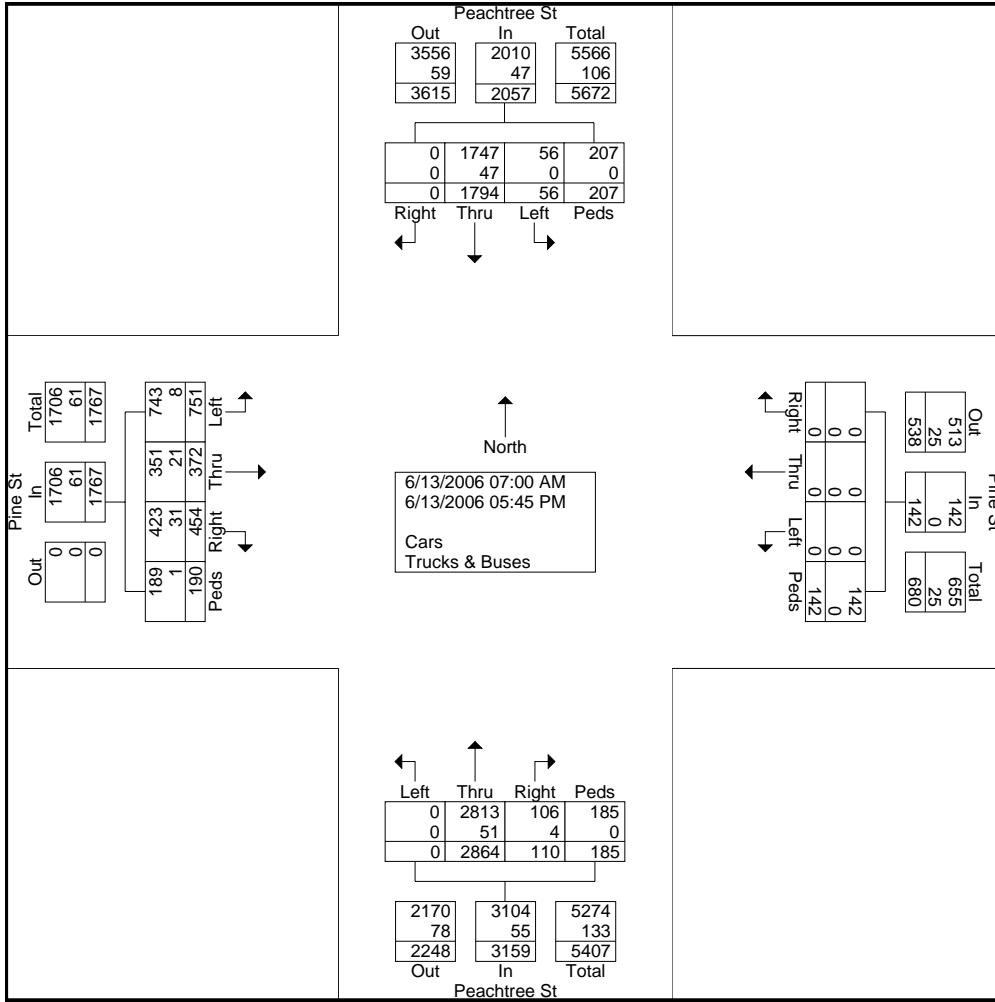 Peachtree St
Out In Total
3556 2010 5566
59 47 106
3615 2057 5672
0 1747 56 207
0 47 0 0
0 1794 56 207
Right Thru Left Peds
Pine St
Total In Out
1706 1706 0
61 61 0
1767 1767 0
743 351 423 189
8 21 31 1
751 372 454 190
Left Thru Right Peds
North
6/13/2006 07:00 AM
6/13/2006 05:45 PM
Cars
Trucks & Buses
Right Thru Left Peds
0 0 0 142
0 0 0 0
0 0 0 142
Out In Total
513 142 655
25 0 25
538 142 680
Pine St
Left Thru Right Peds
0 2813 106 185
0 51 4 0
0 2864 110 185
2170 3104 5274
78 55 133
2248 3159 5407
Out In Total
Peachtree St